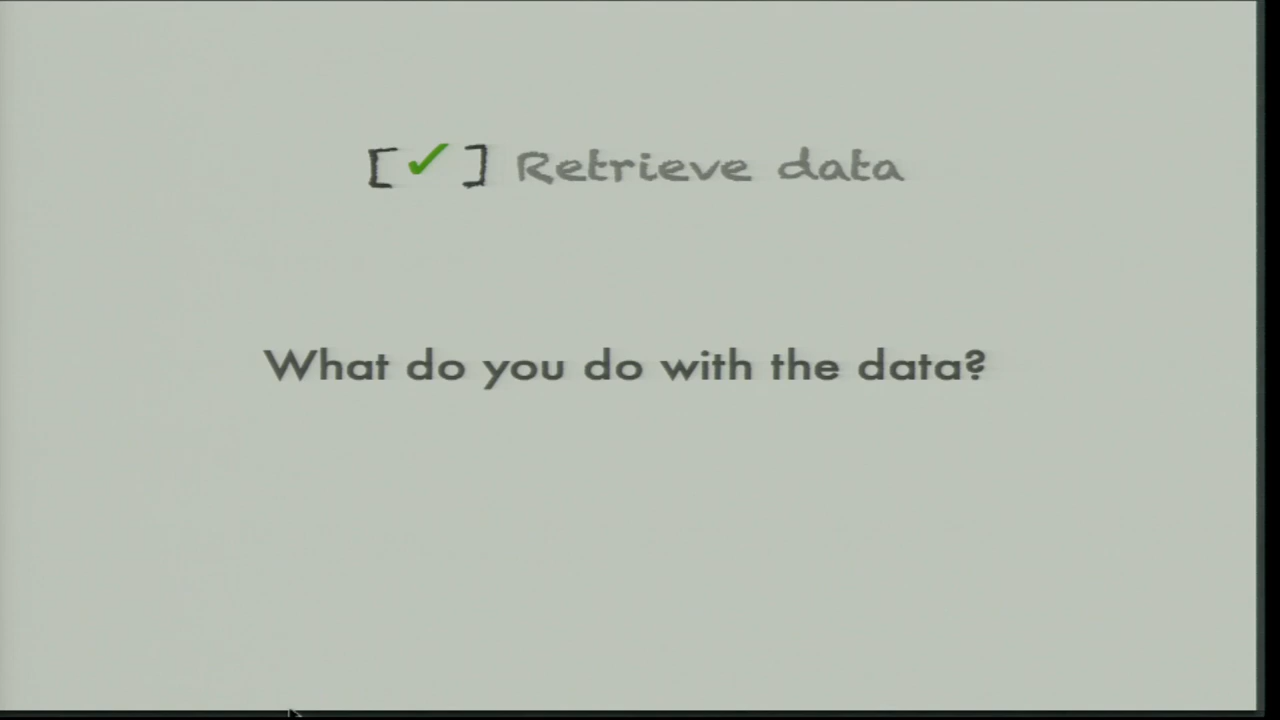 [✓] Retrieve data
What do you do with the data?